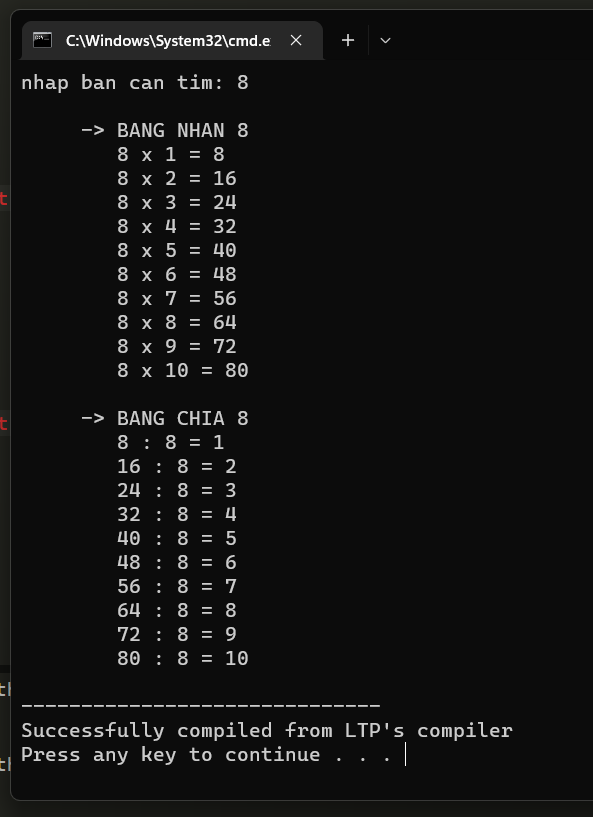 C:\Windows\System32\cmd.e
nhap ban can tim: 8
-> BANG NHAN 8
8 x 1 = 8
8 x 2 = 16
8 x 3 = 24
8 x 4 = 32
8 x 5 = 40
8 x 6 = 48
8 x 7 = 56
8 x 8 = 64
8 x 9 = 72
8 x 10 = 80
-> BANG CHIA 8
8 : 8 = 1
16 : 8 = 2
24 : 8 = 3
32 : 8 = 4
40 : 8 = 5
48 : 8 = 6
56 : 8 = 7
64 : 8 = 8
72 : 8 = 9
80 : 8 = 10
------------------------------
Successfully compiled from LTP's compiler
Press any key to continue . . .